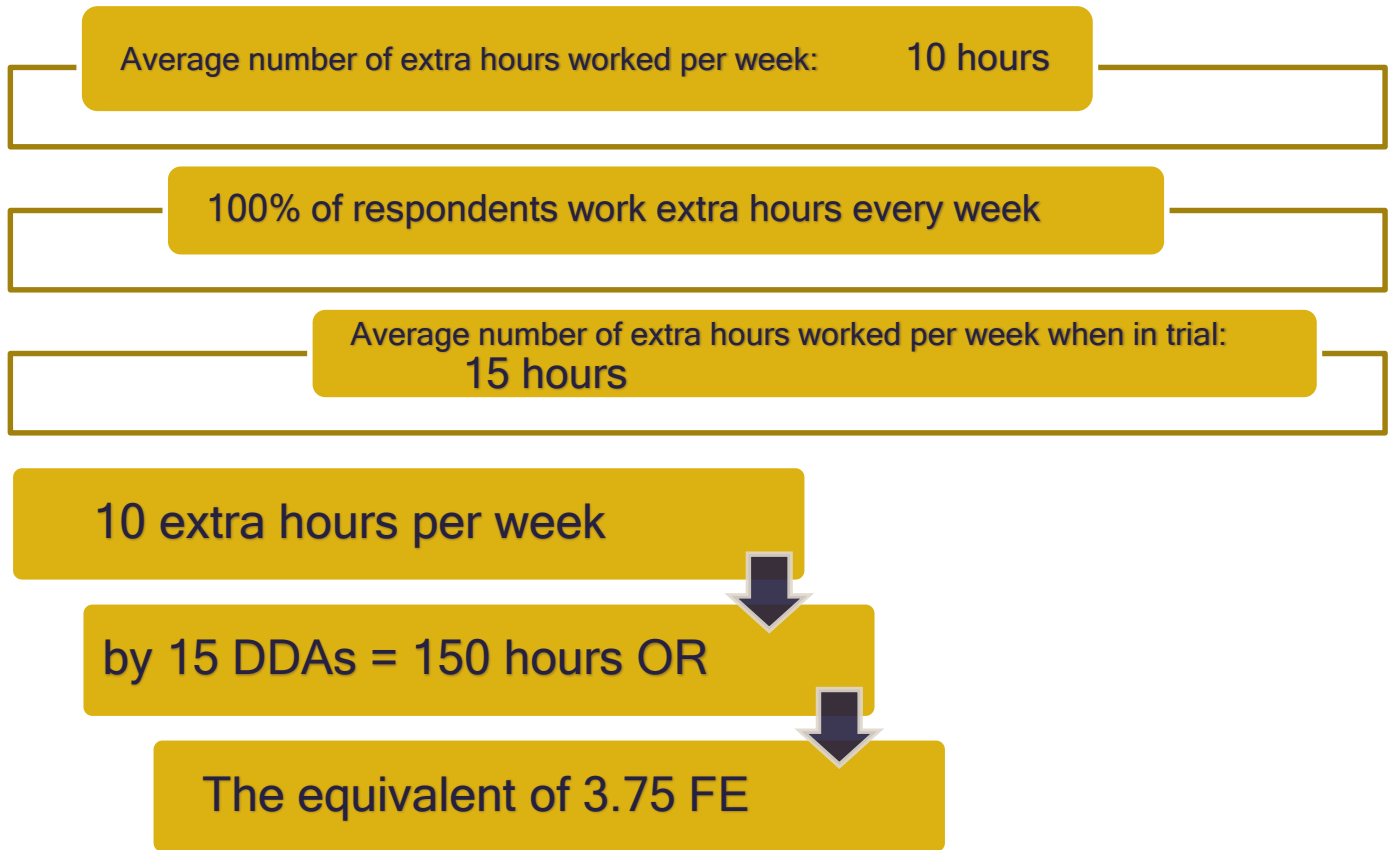 Average number of extra hours worked per week: 10 hours
100% of respondents work extra hours every week
Average number of extra hours worked per week when in trial:
15 hours
10 extra hours per week
by 15 DDAs = 150 hours OR
The equivalent of 3.75 FE